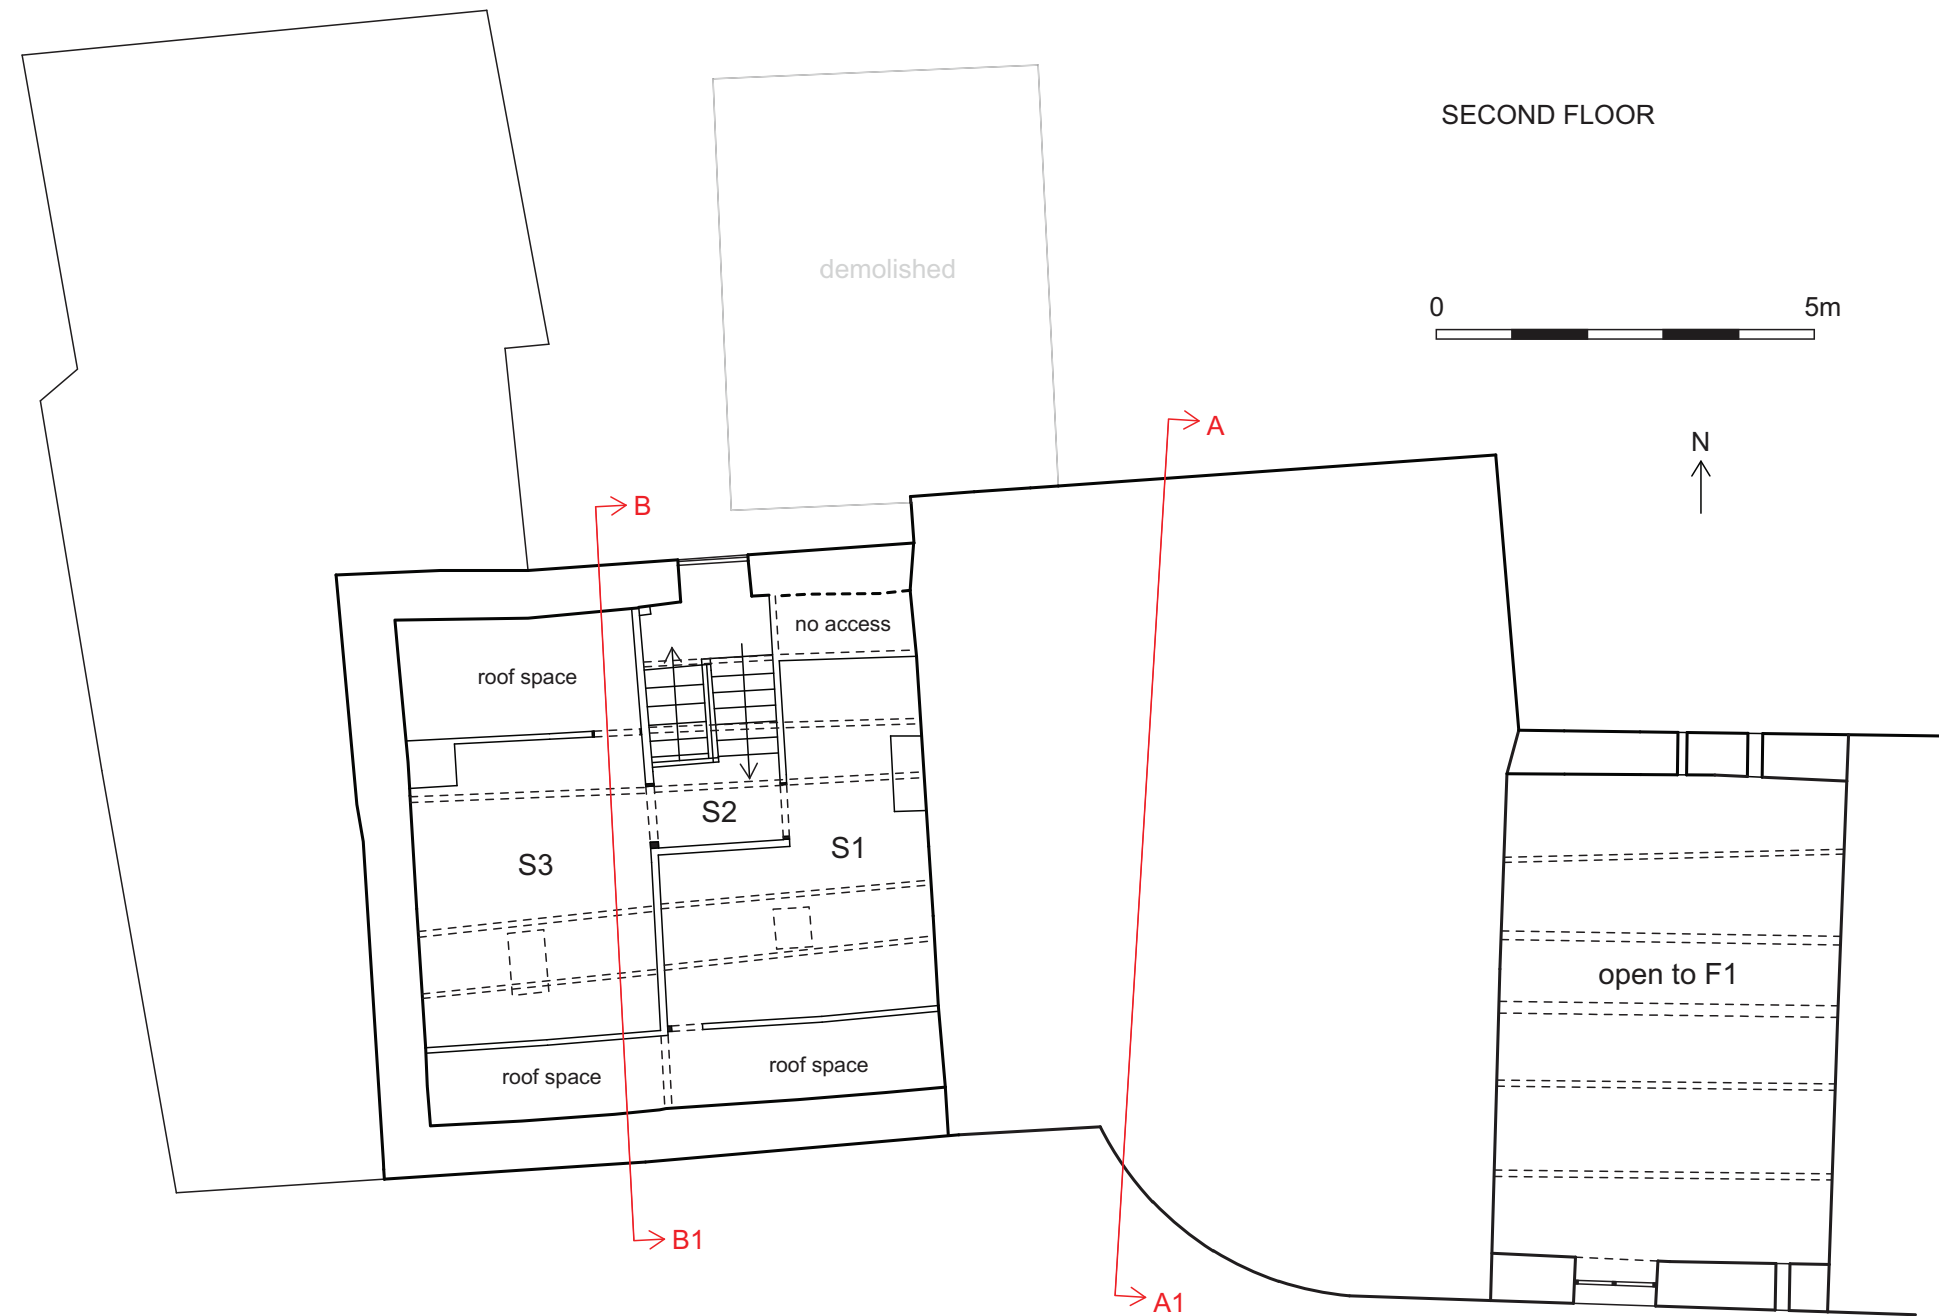 SECOND FLOOR
demolished
0 5m
A
N
B
no access
roof space
S2
S3
S1
open to F1
roof space
roof space
B1
A1